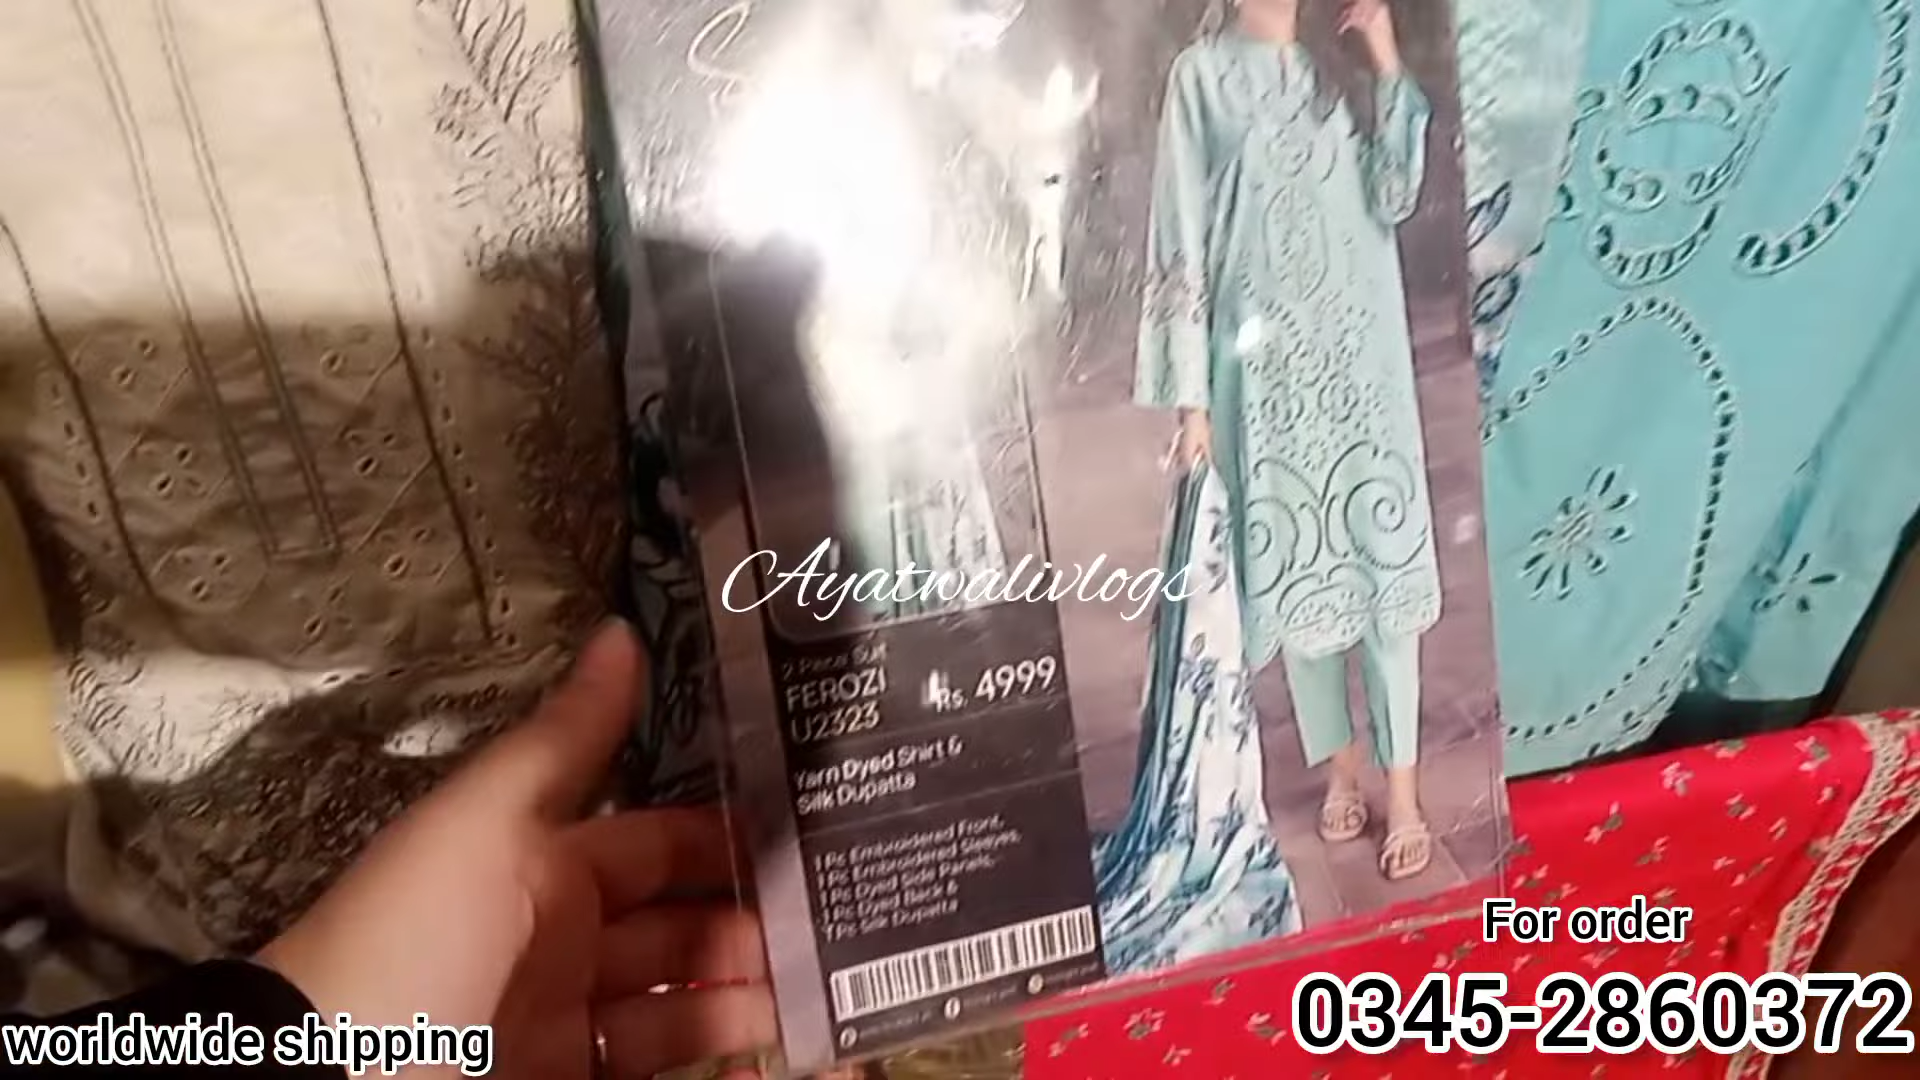 Ayatwalivlogs
2 Piece Suit
FEROZI
U2323
Rs. 4999
Yarn Dyed Shirt &
Silk Dupatta
1 Pc Embroidered Front,
1 Pc Embroidered Sleeves,
1 Pc Dyed Side Panels,
1 Pc Dyed Back &
1 Pc Silk Dupatta
For order
0345-2860372
worldwide shipping